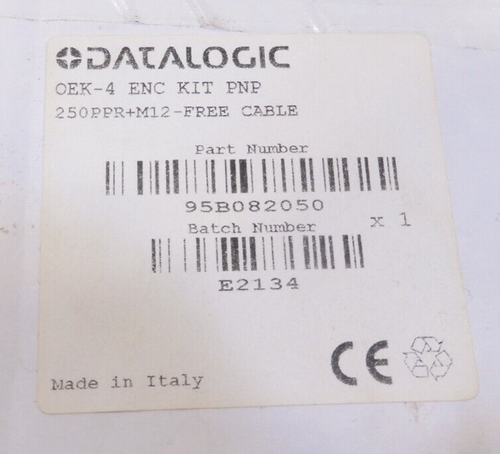 DATALOGIC
OEK-4 ENC KIT PNP
250PPR+M12-FREE CABLE
Part Number
95B082050
Batch Number
x 1
E2134
CE
Made in Italy